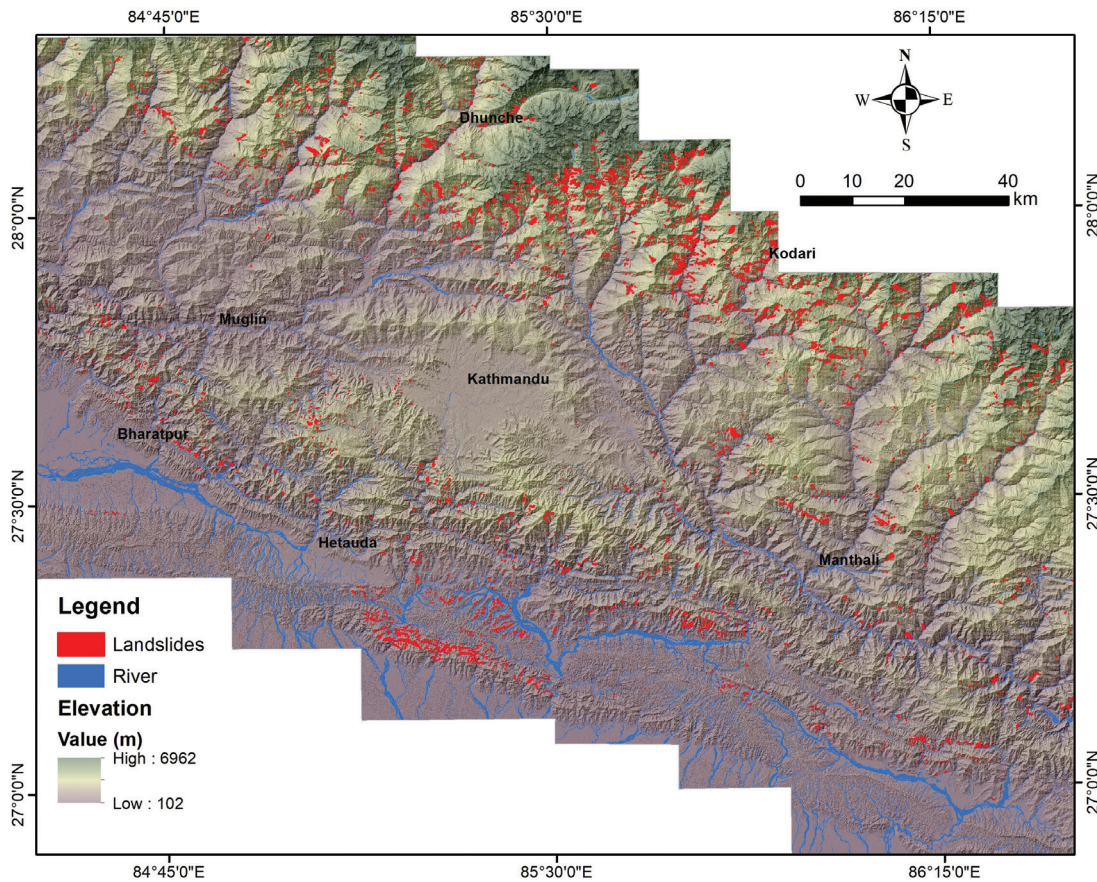 84°45'0"E 85°30'0"E 86°15'0"E
N
W E
S
0 10 20 40
km
28°0'0"N
28°0'0"N
27°30'0"N
27°30'0"N
27°0'0"N
27°0'0"N
Dhunche
Kodari
Muglin
Kathmandu
Bharatpur
Hetauda
Manthali
Legend
Landslides
River
Elevation
Value (m)
High : 6962
Low : 102
84°45'0"E 85°30'0"E 86°15'0"E